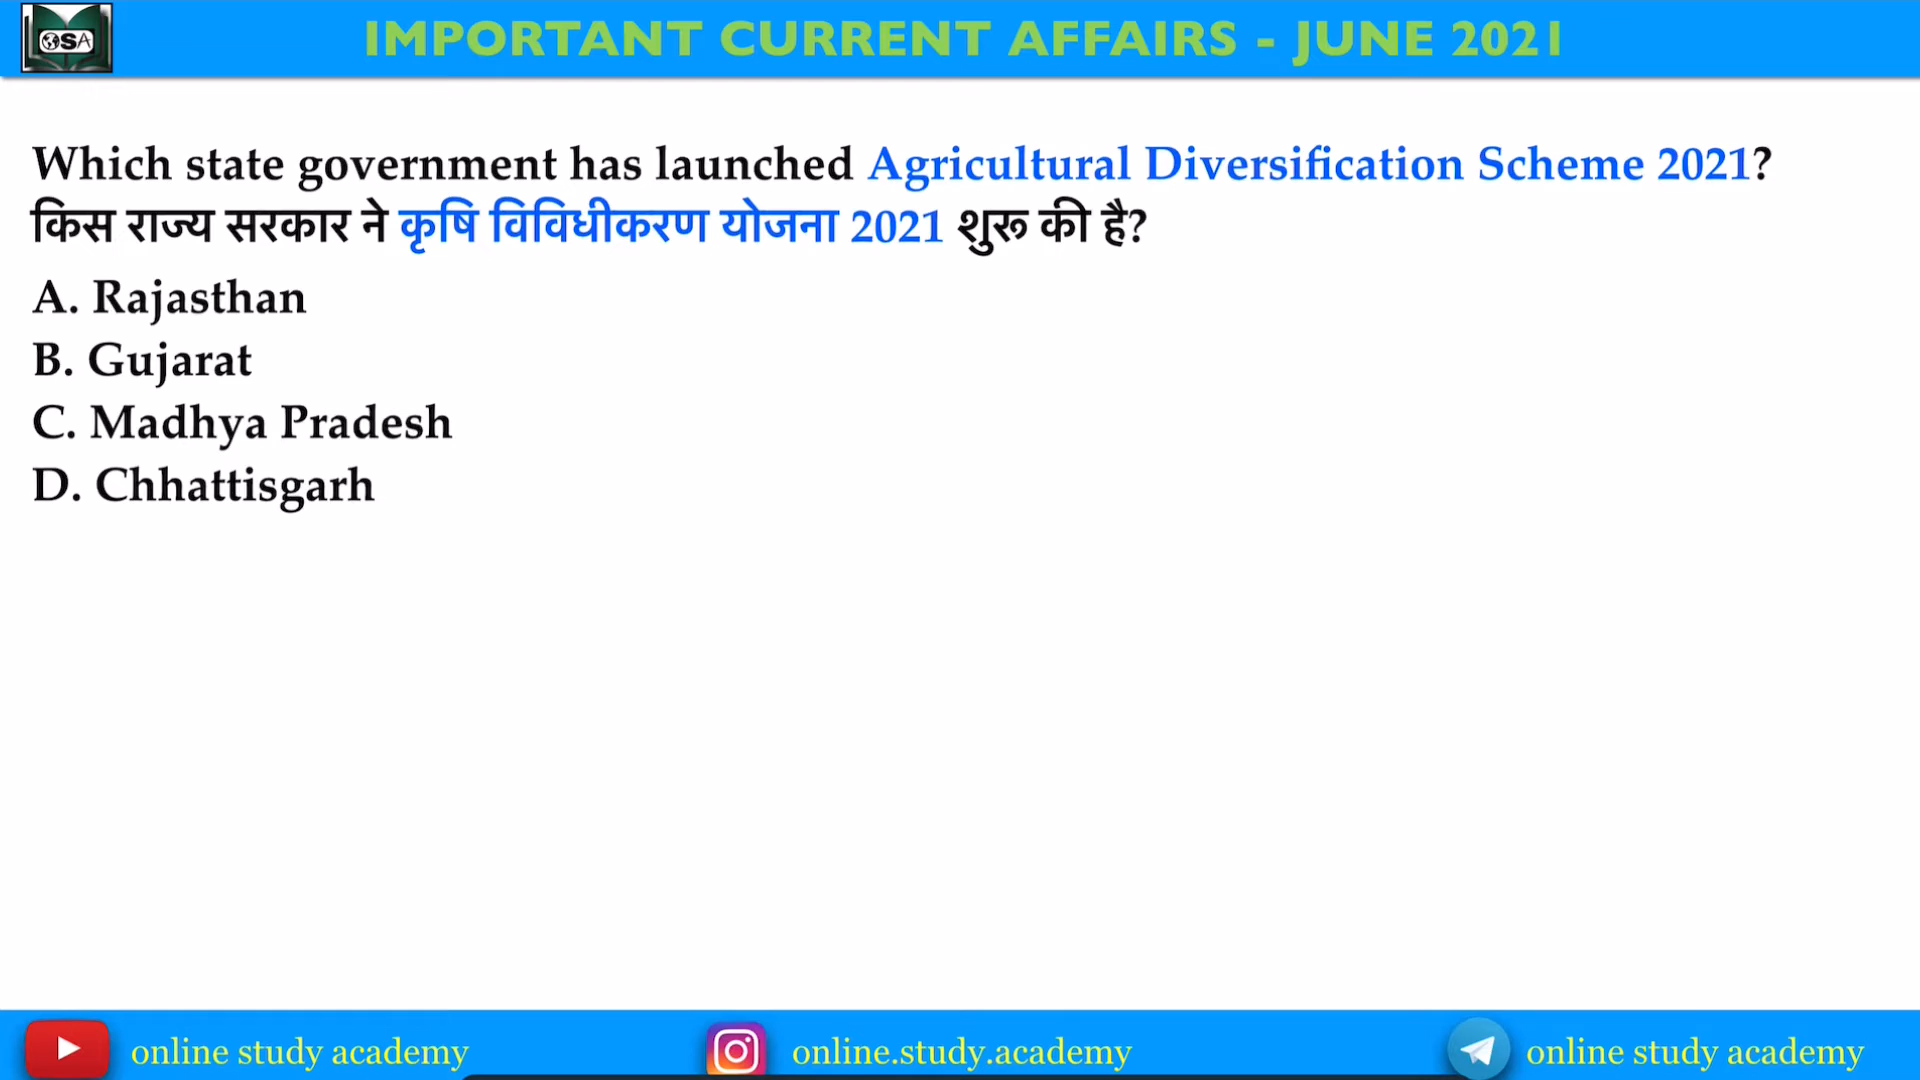 OSA
IMPORTANT CURRENT AFFAIRS - JUNE 2021
Which state government has launched Agricultural Diversification Scheme 2021?
किस राज्य सरकार ने कृषि विविधीकरण योजना 2021 शुरू की है?
A. Rajasthan
B. Gujarat
C. Madhya Pradesh
D. Chhattisgarh
online study academy
online.study.academy
online study academy